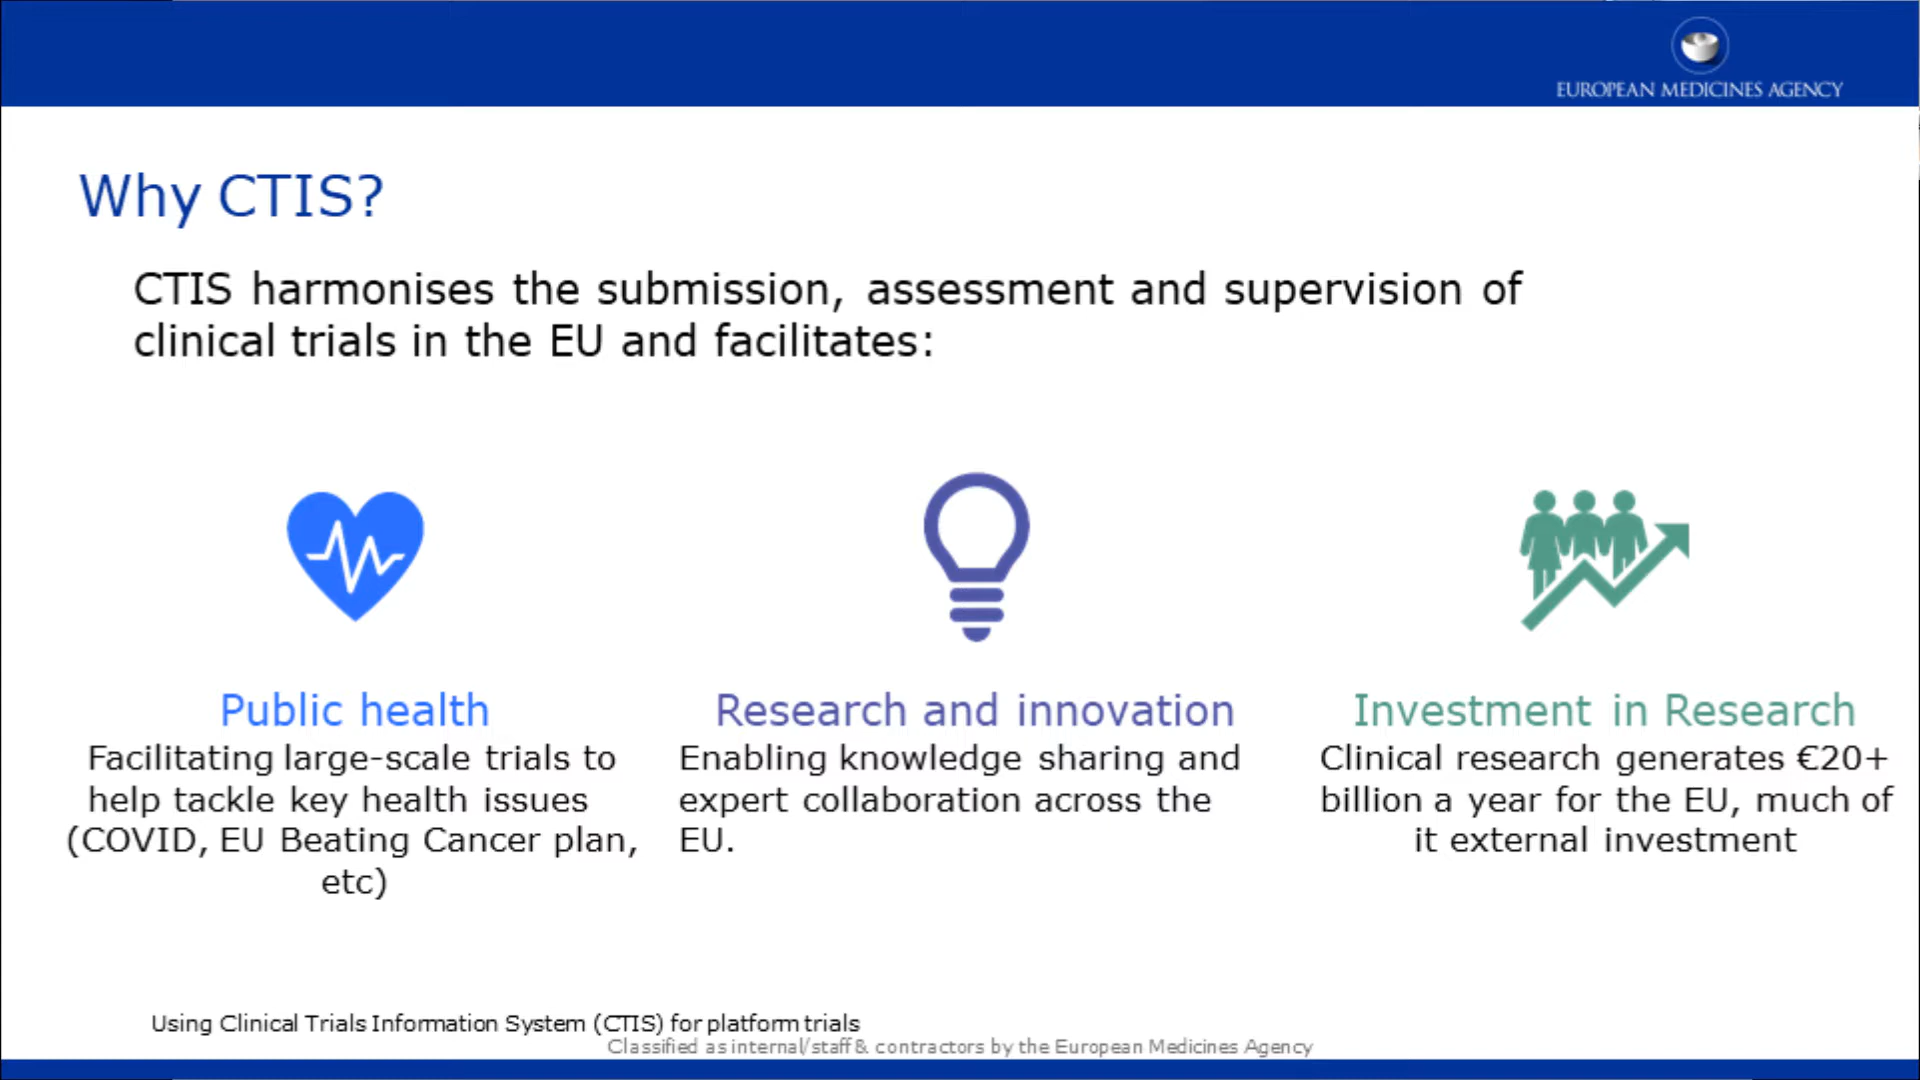 EUROPEAN MEDICINES AGENCY
Why CTIS?
CTIS harmonises the submission, assessment and supervision of
clinical trials in the EU and facilitates:
Public health
Facilitating large-scale trials to
help tackle key health issues
(COVID, EU Beating Cancer plan,
etc)
Research and innovation
Enabling knowledge sharing and
expert collaboration across the
EU.
Investment in Research
Clinical research generates €20+
billion a year for the EU, much of
it external investment
Using Clinical Trials Information System (CTIS) for platform trials
Classified as internal/staff & contractors by the European Medicines Agency